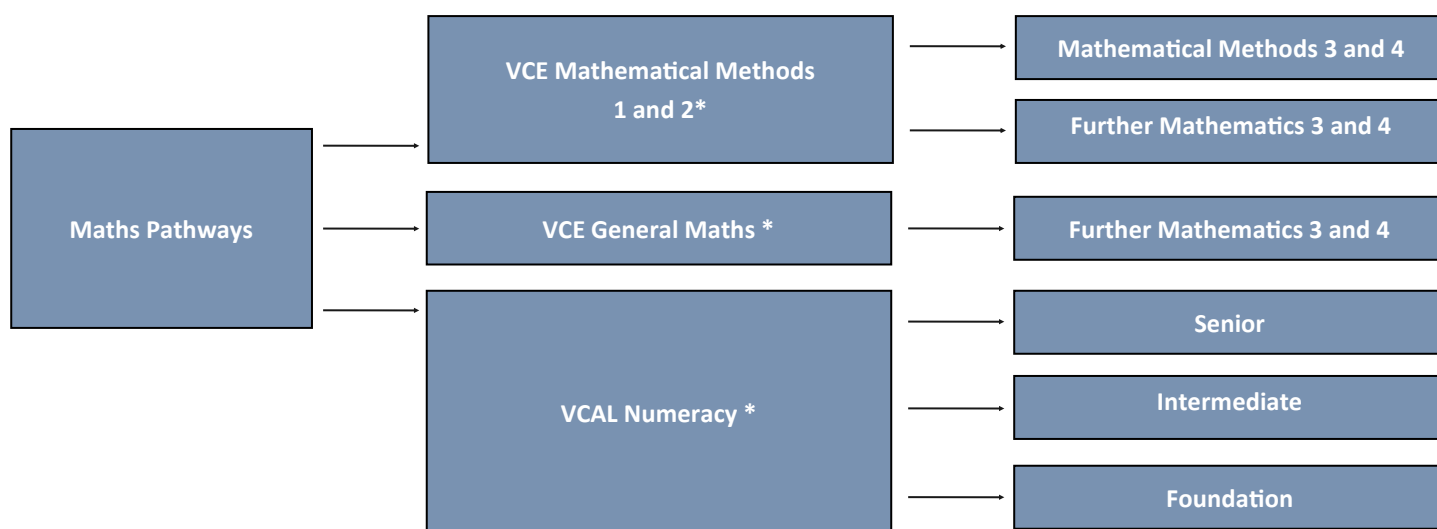 Maths Pathways
VCE Mathematical Methods
1 and 2*
Mathematical Methods 3 and 4
Further Mathematics 3 and 4
VCE General Maths *
Further Mathematics 3 and 4
VCAL Numeracy *
Senior
Intermediate
Foundation